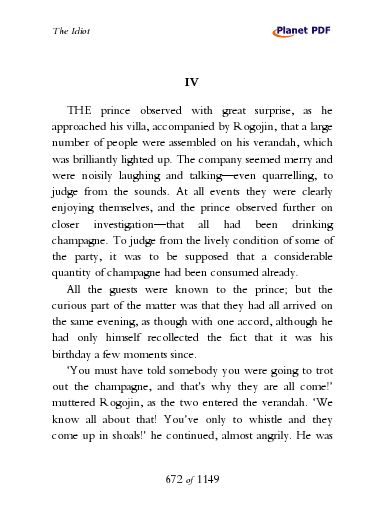 The Idiot
Planet PDF
IV
THE prince observed with great surprise, as he
approached his villa, accompanied by Rogojin, that a large
number of people were assembled on his verandah, which
was brilliantly lighted up. The company seemed merry and
were noisily laughing and talking—even quarrelling, to
judge from the sounds. At all events they were clearly
enjoying themselves, and the prince observed further on
closer investigation—that all had been drinking
champagne. To judge from the lively condition of some of
the party, it was to be supposed that a considerable
quantity of champagne had been consumed already.
All the guests were known to the prince; but the
curious part of the matter was that they had all arrived on
the same evening, as though with one accord, although he
had only himself recollected the fact that it was his
birthday a few moments since.
‘You must have told somebody you were going to trot
out the champagne, and that’s why they are all come!’
muttered Rogojin, as the two entered the verandah. ‘We
know all about that! You’ve only to whistle and they
come up in shoals!’ he continued, almost angrily. He was
672 of 1149